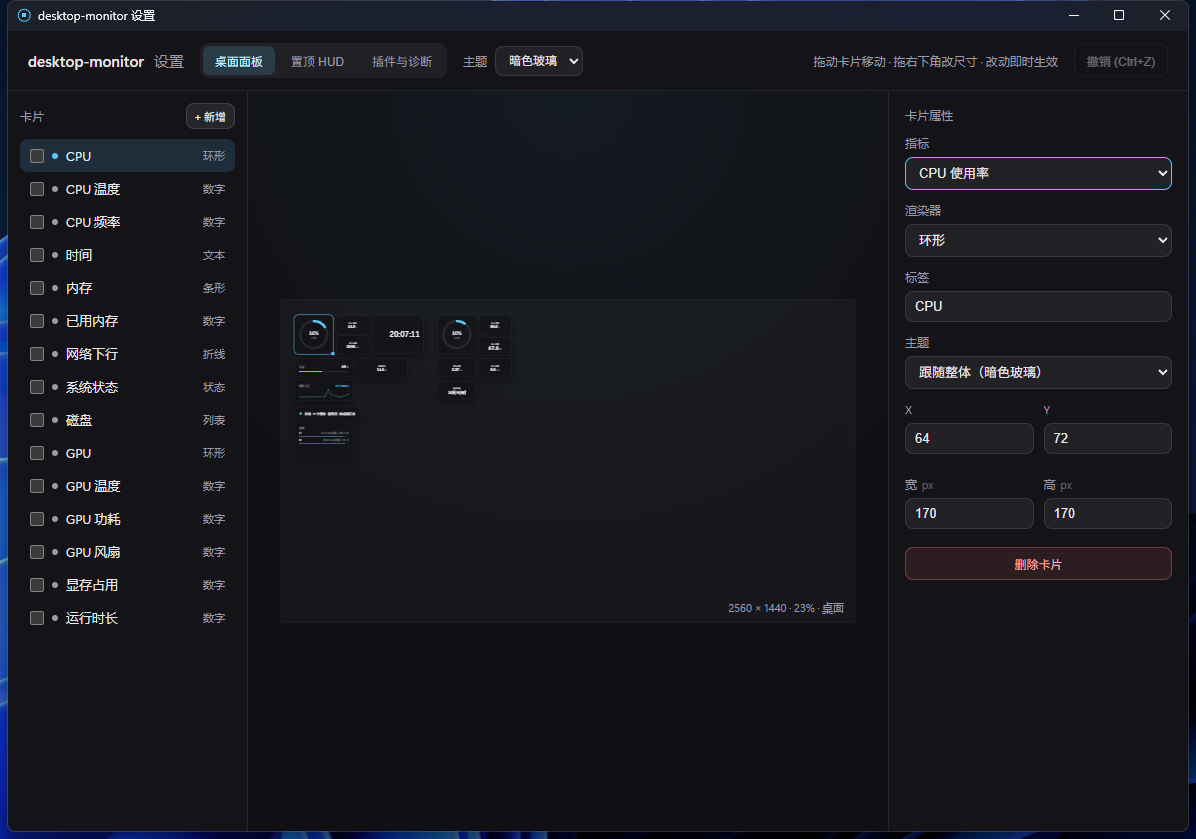 desktop-monitor 设置
desktop-monitor 设置 桌面面板 置顶 HUD 插件与诊断 主题 暗色玻璃 拖动卡片移动 · 拖右下角改尺寸 · 改动即时生效 撤销 (Ctrl+Z)
卡片 + 新增
CPU 环形
CPU 温度 数字
CPU 频率 数字
时间 文本
内存 条形
已用内存 数字
网络下行 折线
系统状态 状态
磁盘 列表
GPU 环形
GPU 温度 数字
GPU 功耗 数字
GPU 风扇 数字
显存占用 数字
运行时长 数字
20:07:11
2560 × 1440 · 23% · 桌面
卡片属性
指标
CPU 使用率
渲染器
环形
标签
CPU
主题
跟随整体（暗色玻璃）
X Y
64 72
宽 px 高 px
170 170
删除卡片